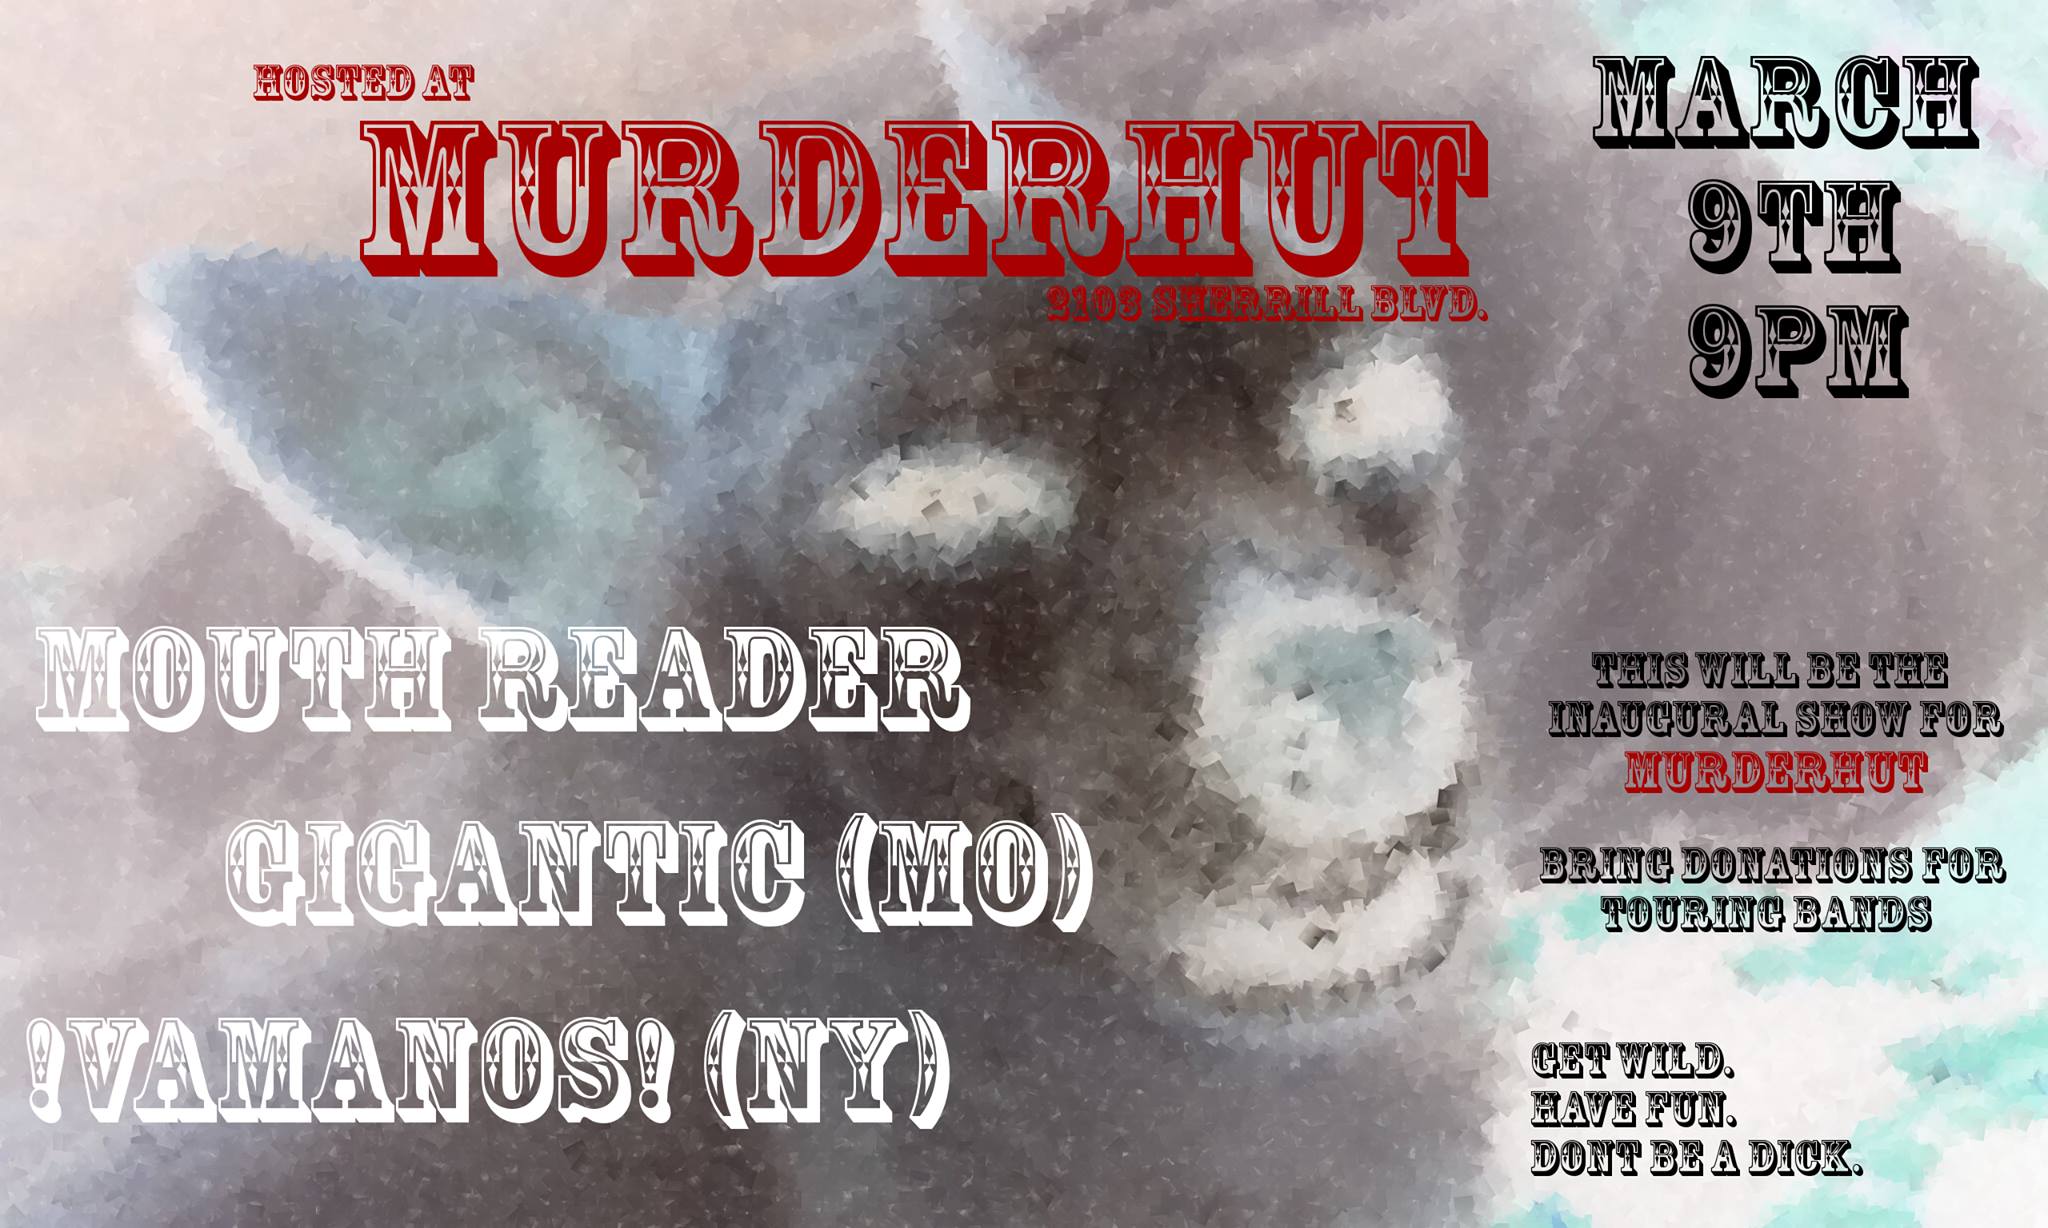 HOSTED AT
MURDERHUT
2103 SHERRILL BLVD.
MARCH
9TH
9PM
MOUTH READER
GIGANTIC (MO)
!VAMANOS! (NY)
THIS WILL BE THE
INAUGURAL SHOW FOR
MURDERHUT
BRING DONATIONS FOR
TOURING BANDS
GET WILD.
HAVE FUN.
DONT BE A DICK.